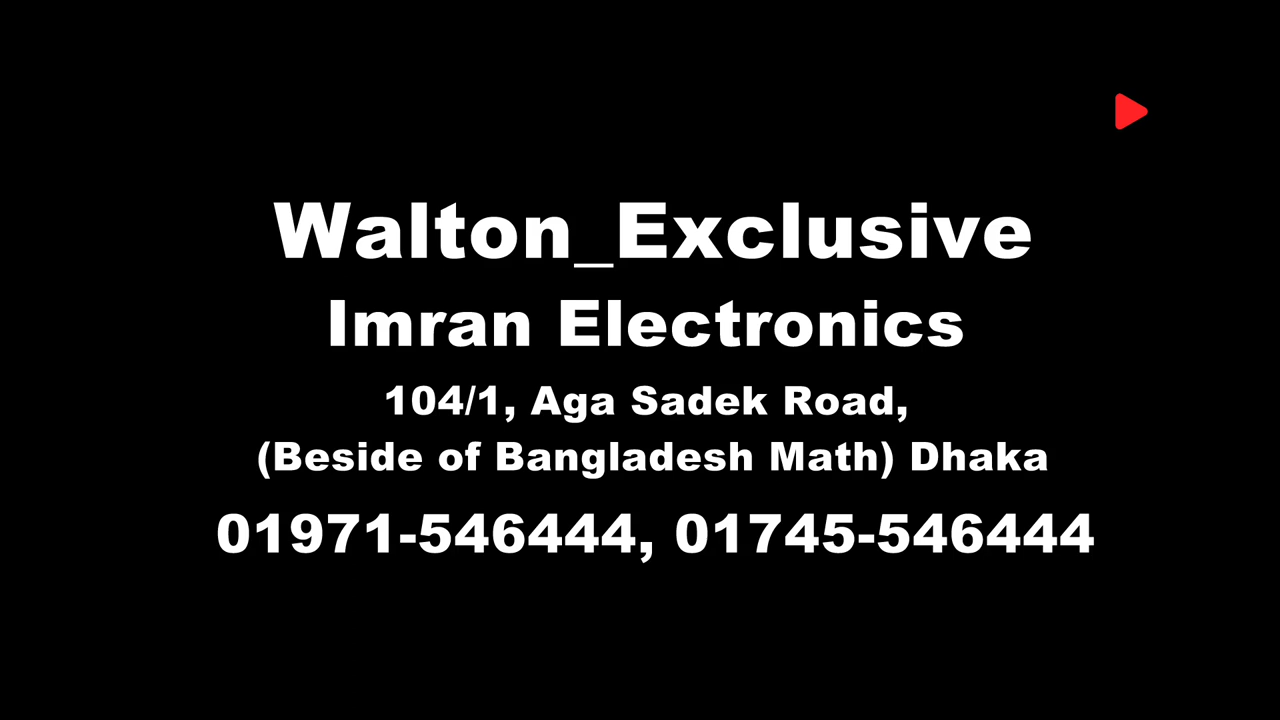 Walton_Exclusive
Imran Electronics
104/1, Aga Sadek Road,
(Beside of Bangladesh Math) Dhaka
01971-546444, 01745-546444